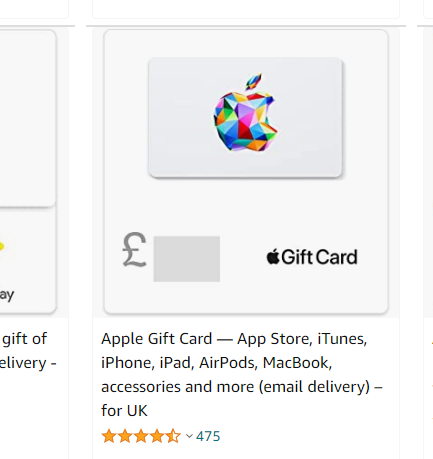 ay
£
Gift Card
gift of
elivery -
Apple Gift Card — App Store, iTunes,
iPhone, iPad, AirPods, MacBook,
accessories and more (email delivery) –
for UK
475